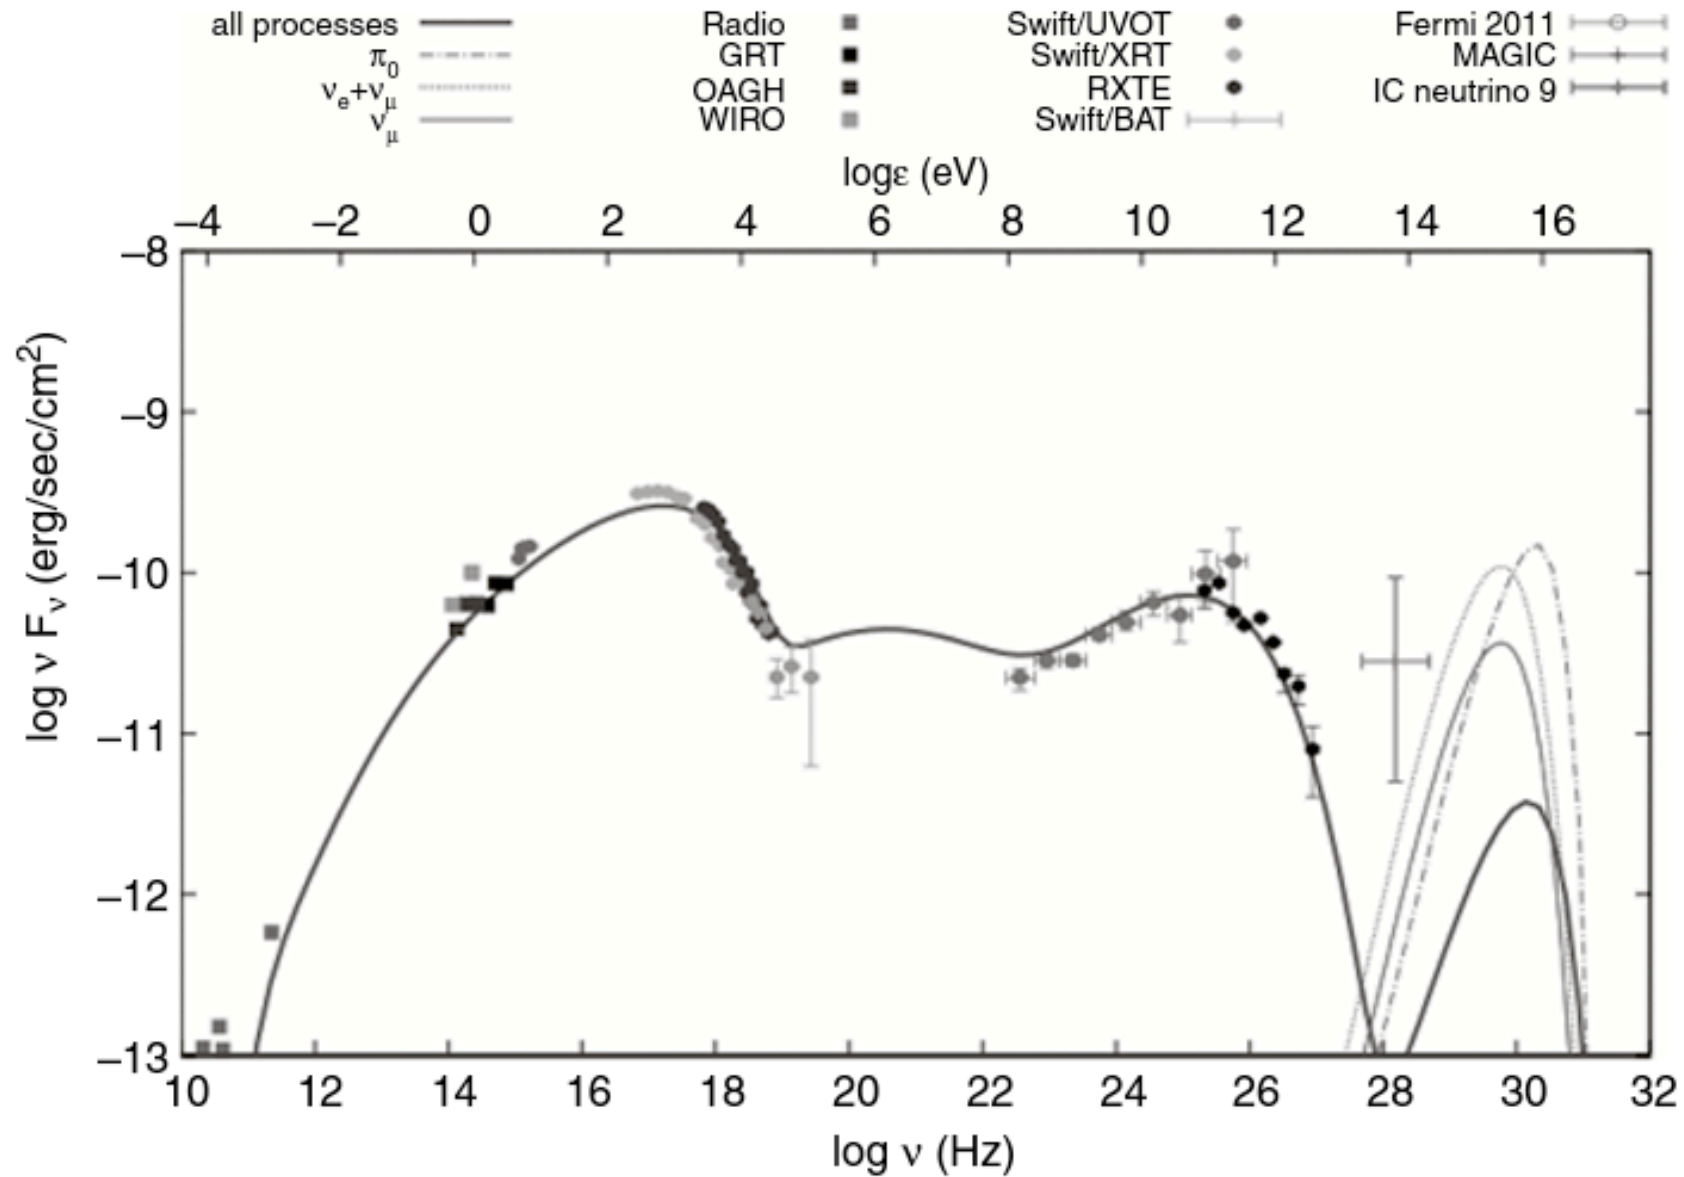 all processes
π0
νe+νμ
νμ
Radio
GRT
OAGH
WIRO
Swift/UVOT
Swift/XRT
RXTE
Swift/BAT
Fermi 2011
MAGIC
IC neutrino 9
logε (eV)
−4 −2 0 2 4 6 8 10 12 14 16
−8
−9
−10
−11
−12
−13
log ν Fν (erg/sec/cm2)
10 12 14 16 18 20 22 24 26 28 30 32
log ν (Hz)